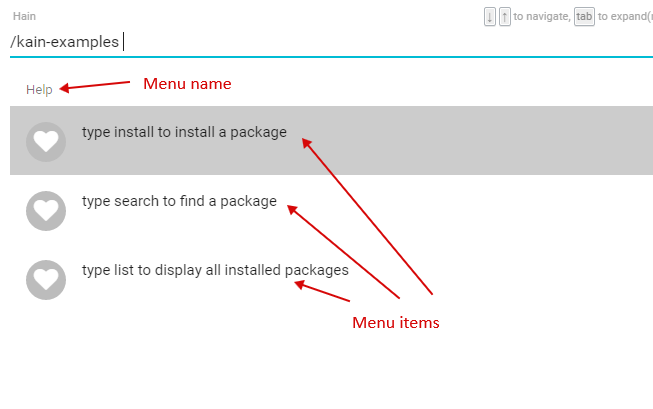 Hain
↓ ↑ to navigate, tab to expand(
/kain-examples
Help
Menu name
type install to install a package
type search to find a package
type list to display all installed packages
Menu items